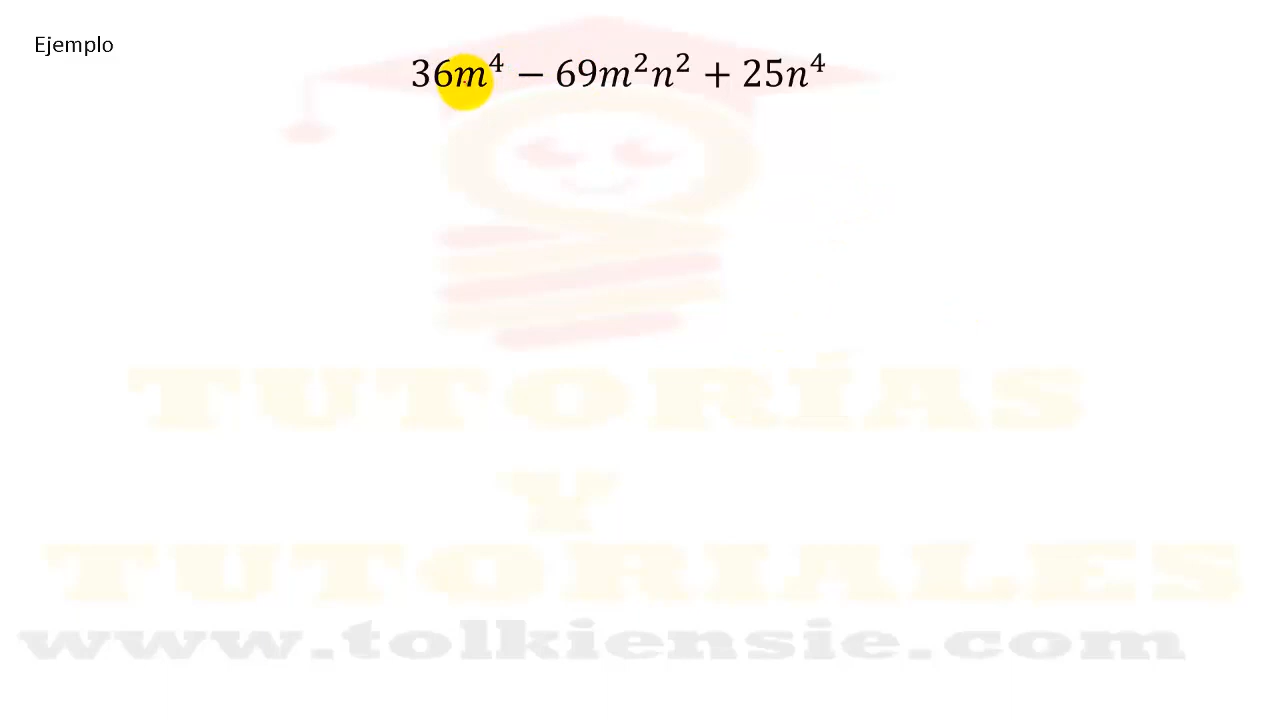 Ejemplo
36m⁴ − 69m²n² + 25n⁴
TUTORÍAS
Y
TUTORIALES
www.tolkiensie.com